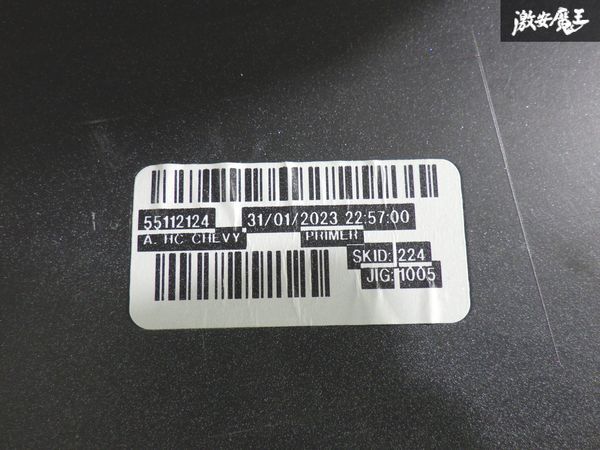 激安魔王
55112124 31/01/2023 22:57:00
A. HC CHEVY PRIMER
SKID: 224
JIG: 1005